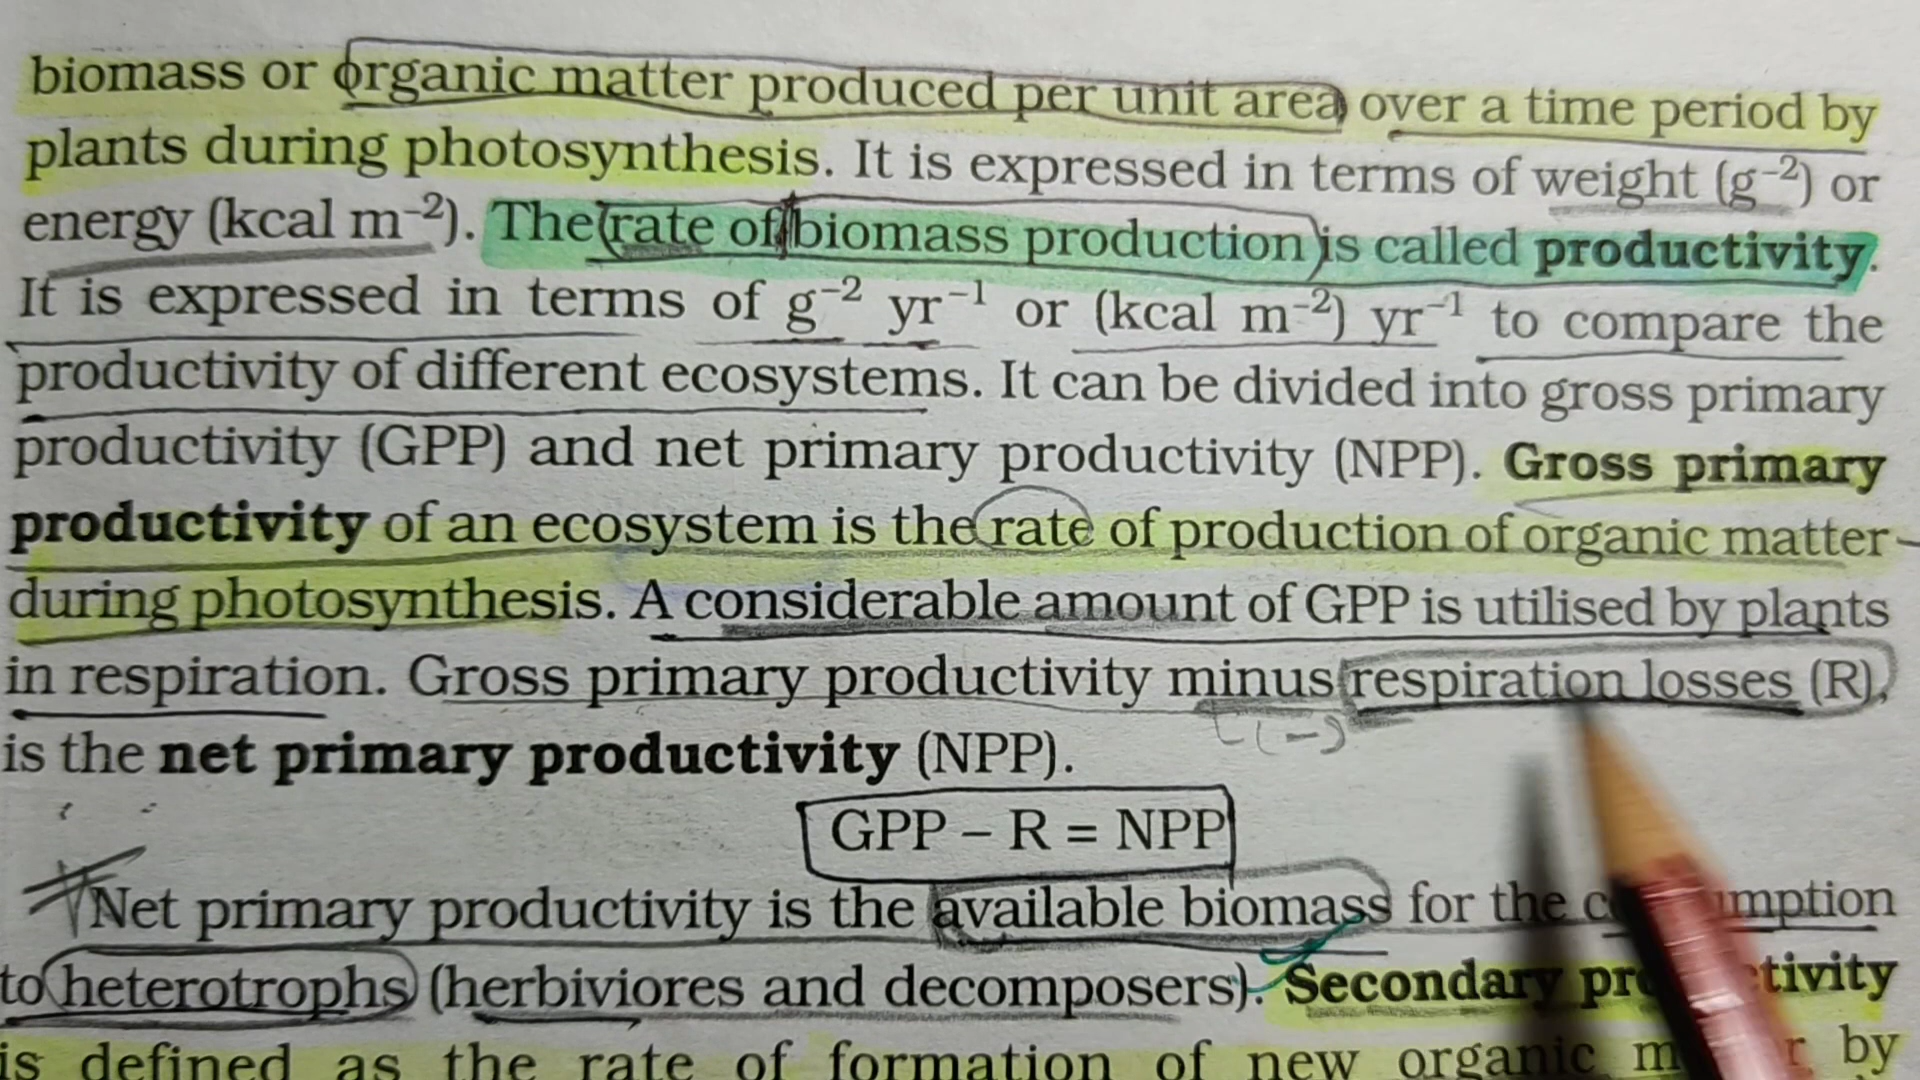 biomass or organic matter produced per unit area over a time period by
plants during photosynthesis. It is expressed in terms of weight (g⁻²) or
energy (kcal m⁻²). The rate of biomass production is called productivity.
It is expressed in terms of g⁻² yr⁻¹ or (kcal m⁻²) yr⁻¹ to compare the
productivity of different ecosystems. It can be divided into gross primary
productivity (GPP) and net primary productivity (NPP). Gross primary
productivity of an ecosystem is the rate of production of organic matter
during photosynthesis. A considerable amount of GPP is utilised by plants
in respiration. Gross primary productivity minus respiration losses (R),
(-)
is the net primary productivity (NPP).
GPP – R = NPP
Net primary productivity is the available biomass for the
to heterotrophs (herbiviores and decomposers). Secondary
is defined as the rate of formation of new organic by